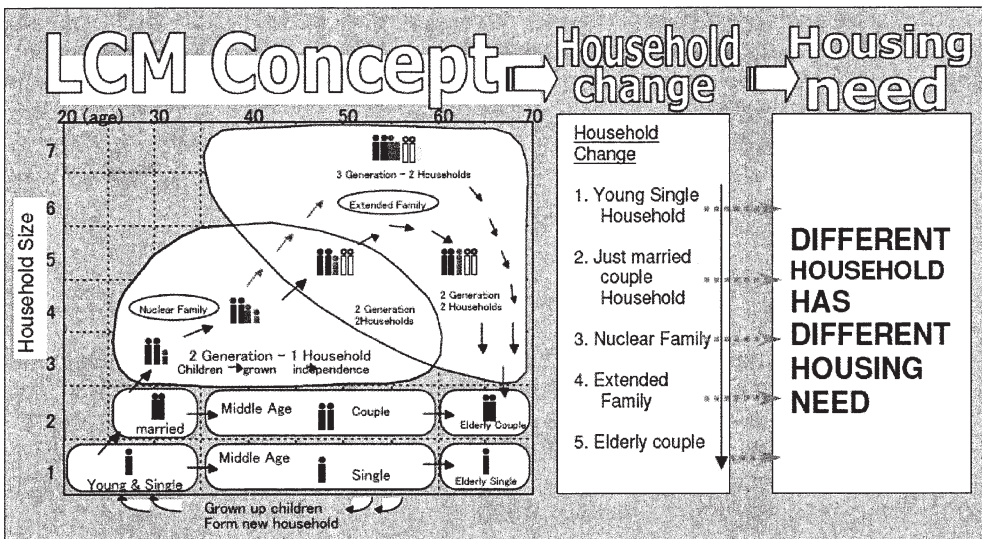 LCM Concept
Household
change
Housing
need
20 (age) 30 40 50 60 70
7
6
5
4
3
2
1
Household Size
3 Generation - 2 Households
Extended Family
Nuclear Family
2 Generation
2Households
2 Generation
2 Households
2 Generation - 1 Household
Children grown independence
married
Middle Age
Couple
Elderly Couple
Young & Single
Middle Age
Single
Elderly Single
Grown up children
Form new household
Household
Change
1. Young Single
Household
2. Just married
couple
Household
3. Nuclear Family
4. Extended
Family
5. Elderly couple
DIFFERENT
HOUSEHOLD
HAS
DIFFERENT
HOUSING
NEED